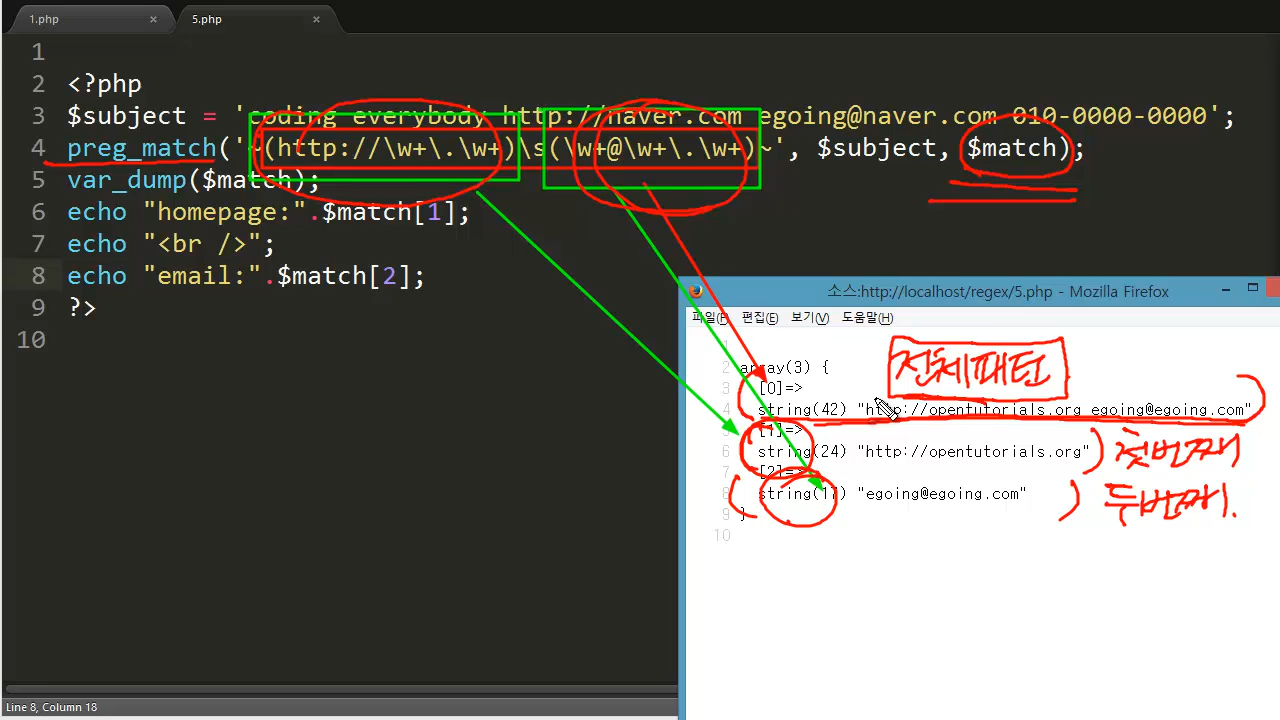 1.php ×
5.php ×
1
2 <?php
3 $subject = 'coding everybody http://naver.com egoing@naver.com 010-0000-0000';
4 preg_match('~(http://\w+\.\w+)\s(\w+@\w+\.\w+)~', $subject, $match);
5 var_dump($match);
6 echo "homepage:".$match[1];
7 echo "<br />";
8 echo "email:".$match[2];
9 ?>
10
소스:http://localhost/regex/5.php - Mozilla Firefox
파일(F) 편집(E) 보기(V) 도움말(H)
전체패턴
1
2 array(3) {
3 [0]=>
4 string(42) "http://opentutorials.org egoing@egoing.com"
5 [1]=>
6 string(24) "http://opentutorials.org" ) 첫번째
7 [2]=>
8 string(17) "egoing@egoing.com" ) 두번째.
9 }
10
Line 8, Column 18